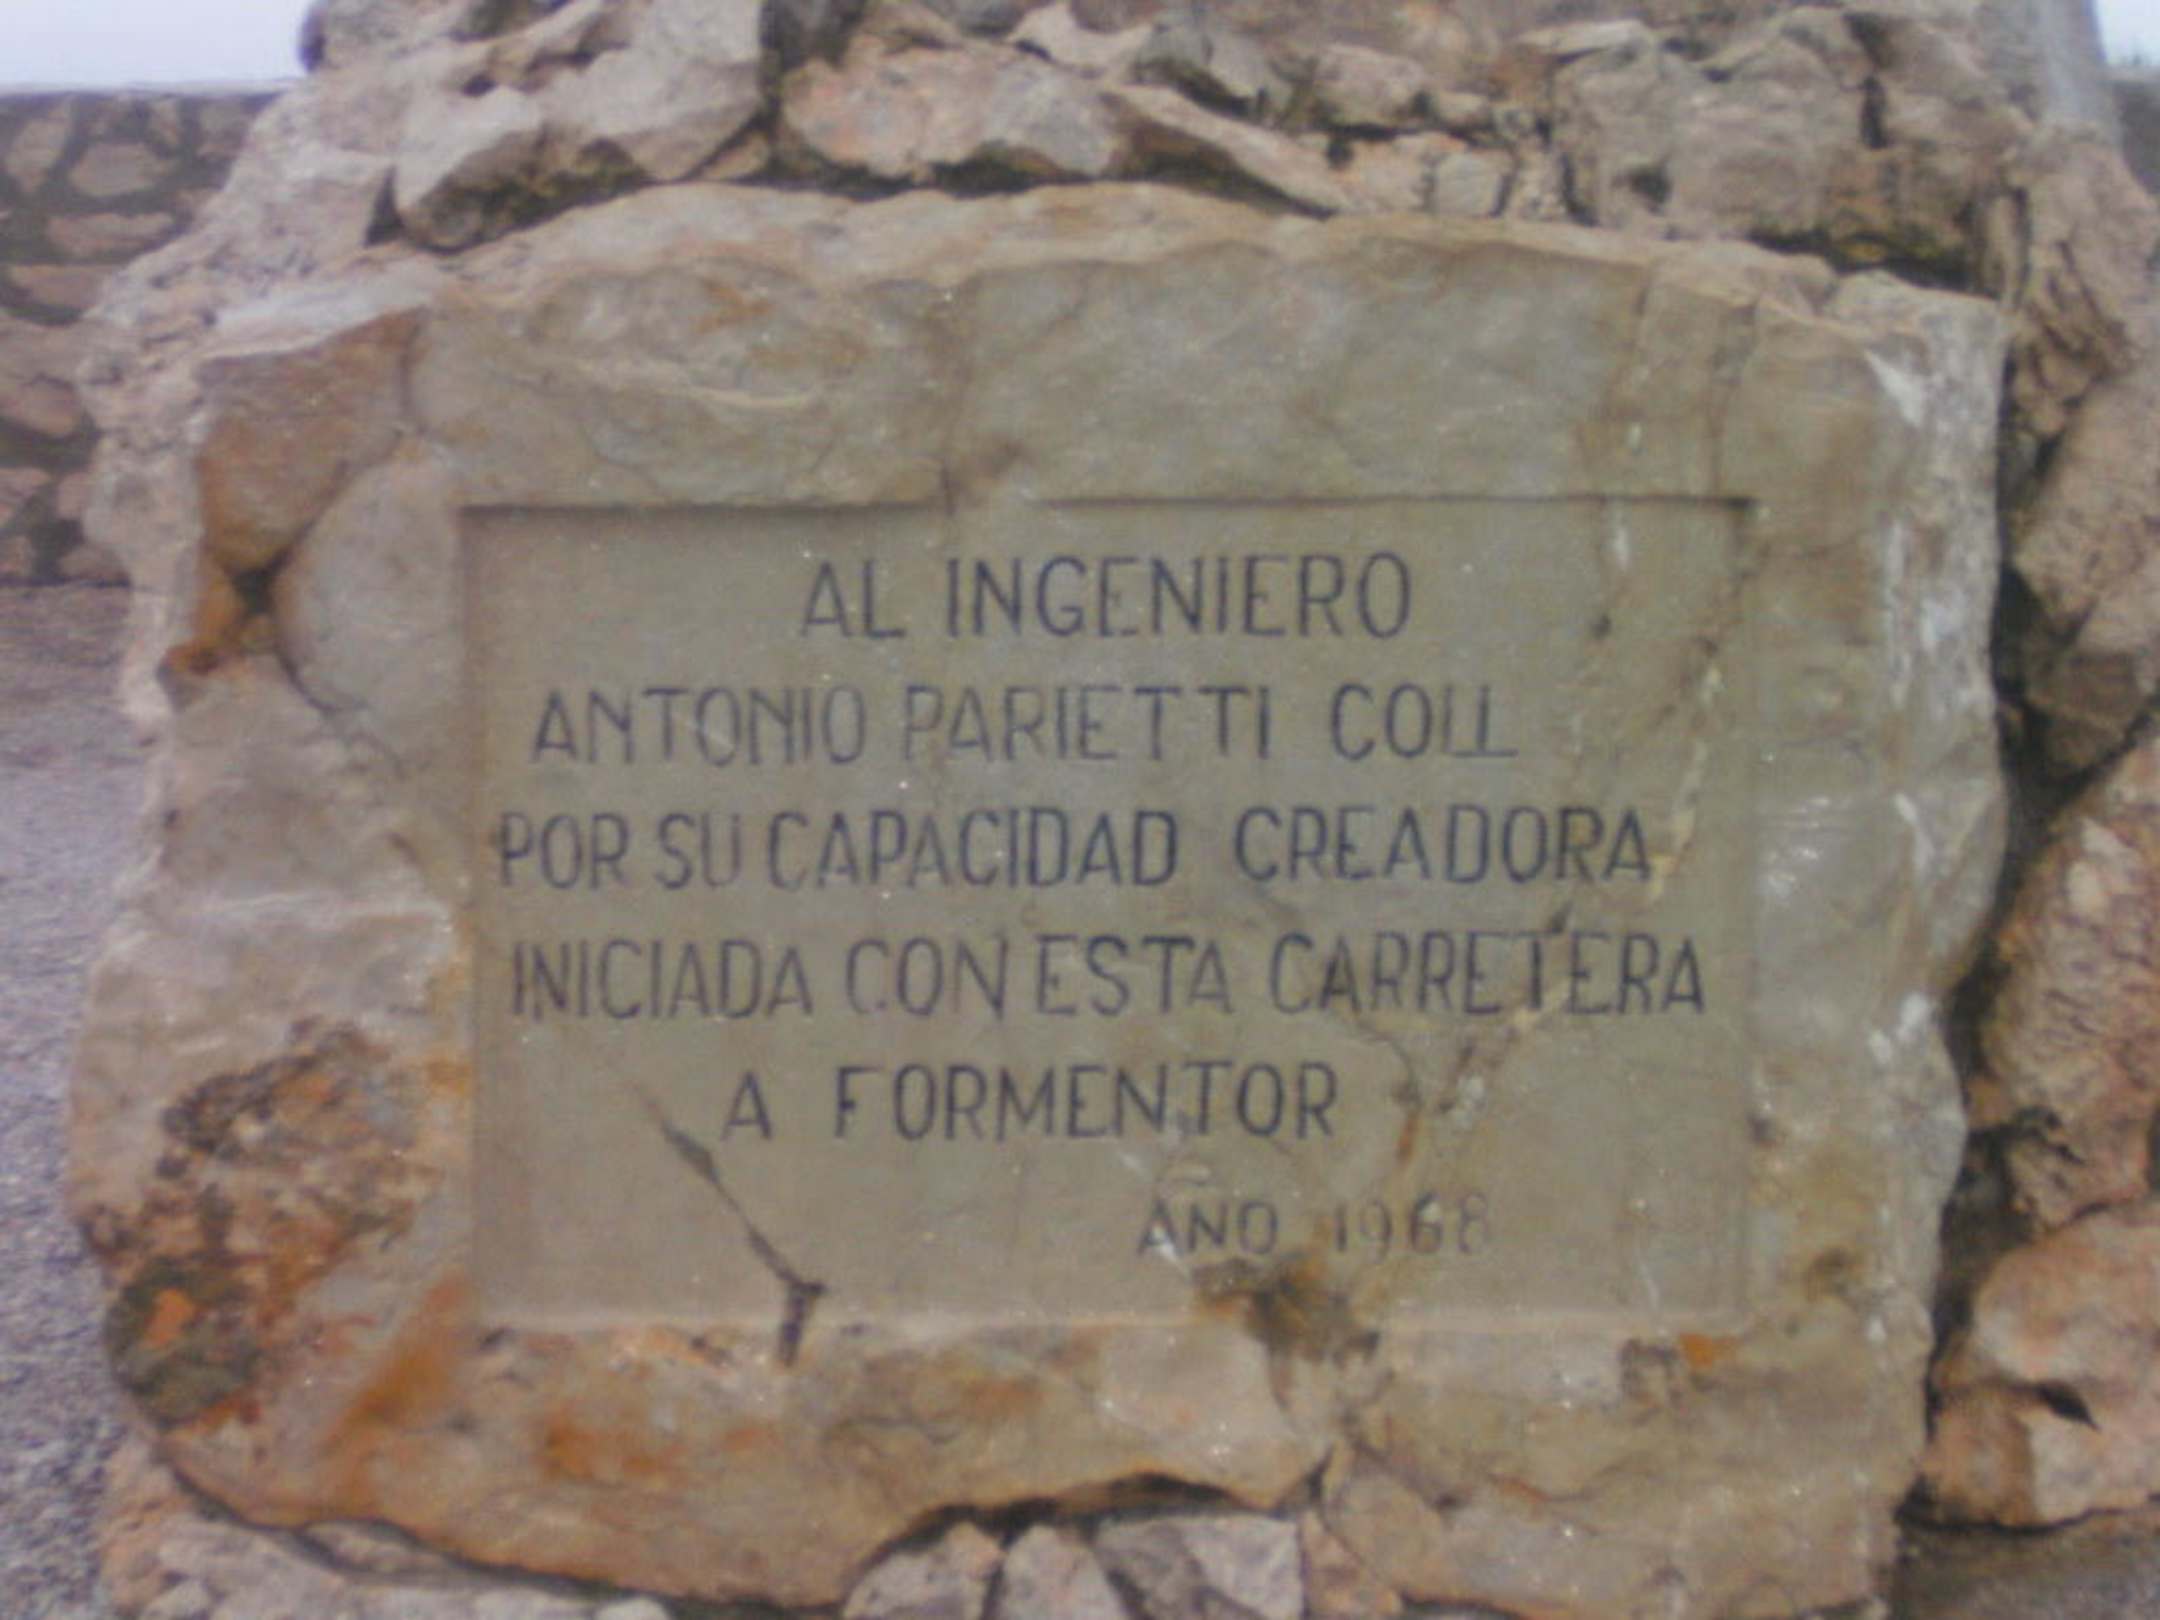 AL INGENIERO
ANTONIO PARIETTI COLL
POR SU CAPACIDAD CREADORA
INICIADA CON ESTA CARRETERA
A FORMENTOR
AÑO 1968